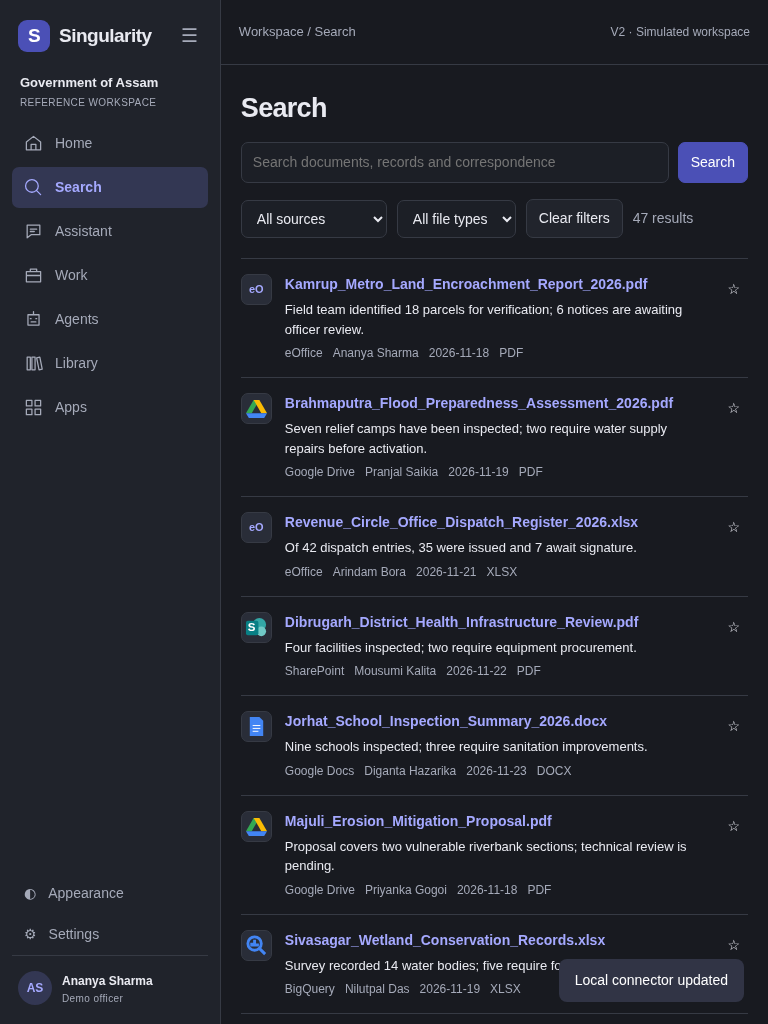 S Singularity
Government of Assam
REFERENCE WORKSPACE
Home
Search
Assistant
Work
Agents
Library
Apps
Appearance
Settings
AS Ananya Sharma
Demo officer
Workspace / Search
V2 · Simulated workspace
Search
Search documents, records and correspondence
Search
All sources
All file types
Clear filters
47 results
eO
Kamrup_Metro_Land_Encroachment_Report_2026.pdf
Field team identified 18 parcels for verification; 6 notices are awaiting
officer review.
eOffice Ananya Sharma 2026-11-18 PDF
Brahmaputra_Flood_Preparedness_Assessment_2026.pdf
Seven relief camps have been inspected; two require water supply
repairs before activation.
Google Drive Pranjal Saikia 2026-11-19 PDF
eO
Revenue_Circle_Office_Dispatch_Register_2026.xlsx
Of 42 dispatch entries, 35 were issued and 7 await signature.
eOffice Arindam Bora 2026-11-21 XLSX
S
Dibrugarh_District_Health_Infrastructure_Review.pdf
Four facilities inspected; two require equipment procurement.
SharePoint Mousumi Kalita 2026-11-22 PDF
Jorhat_School_Inspection_Summary_2026.docx
Nine schools inspected; three require sanitation improvements.
Google Docs Diganta Hazarika 2026-11-23 DOCX
Majuli_Erosion_Mitigation_Proposal.pdf
Proposal covers two vulnerable riverbank sections; technical review is
pending.
Google Drive Priyanka Gogoi 2026-11-18 PDF
Sivasagar_Wetland_Conservation_Records.xlsx
Survey recorded 14 water bodies; five require
BigQuery Nilutpal Das 2026-11-19 XLSX
Local connector updated